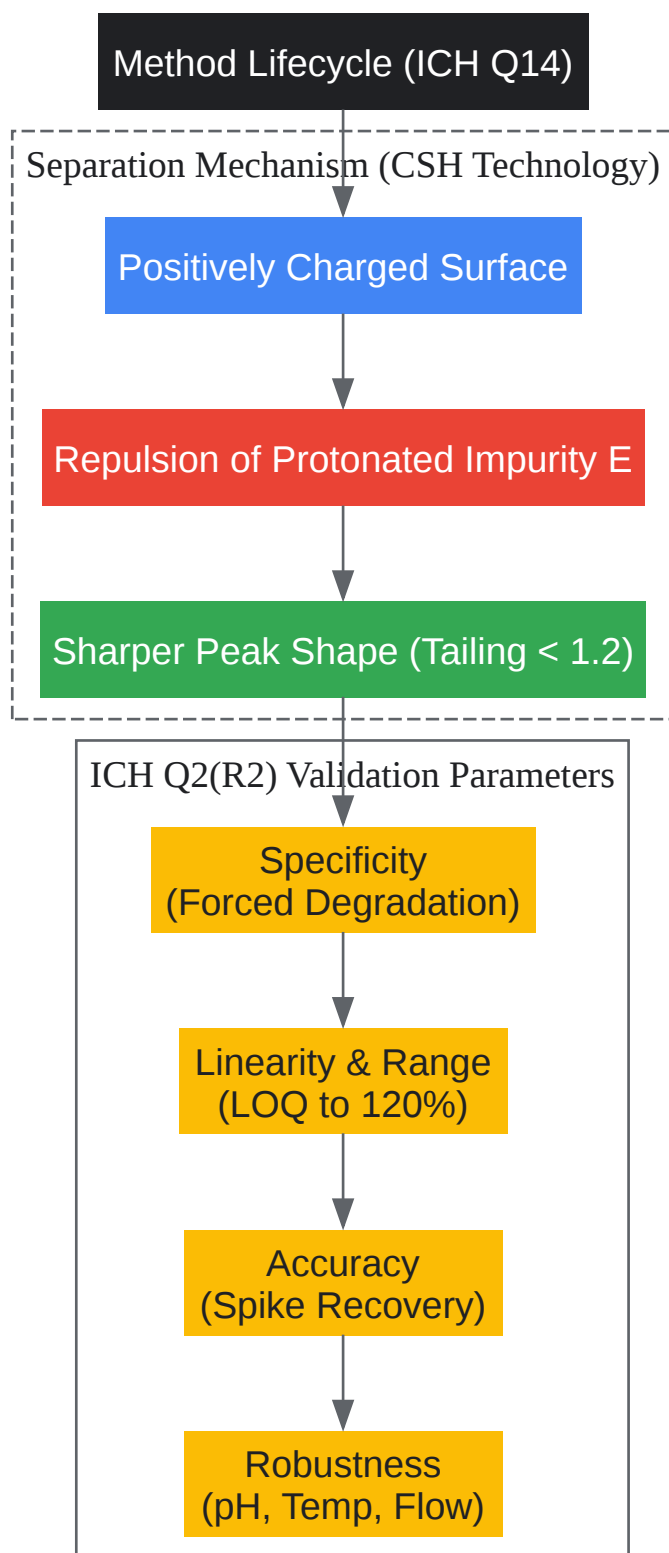 Method Lifecycle (ICH Q14)
Separation Mechanism (CSH Technology)
Positively Charged Surface
Repulsion of Protonated Impurity E
Sharper Peak Shape (Tailing < 1.2)
ICH Q2(R2) Validation Parameters
Specificity
(Forced Degradation)
Linearity & Range
(LOQ to 120%)
Accuracy
(Spike Recovery)
Robustness
(pH, Temp, Flow)